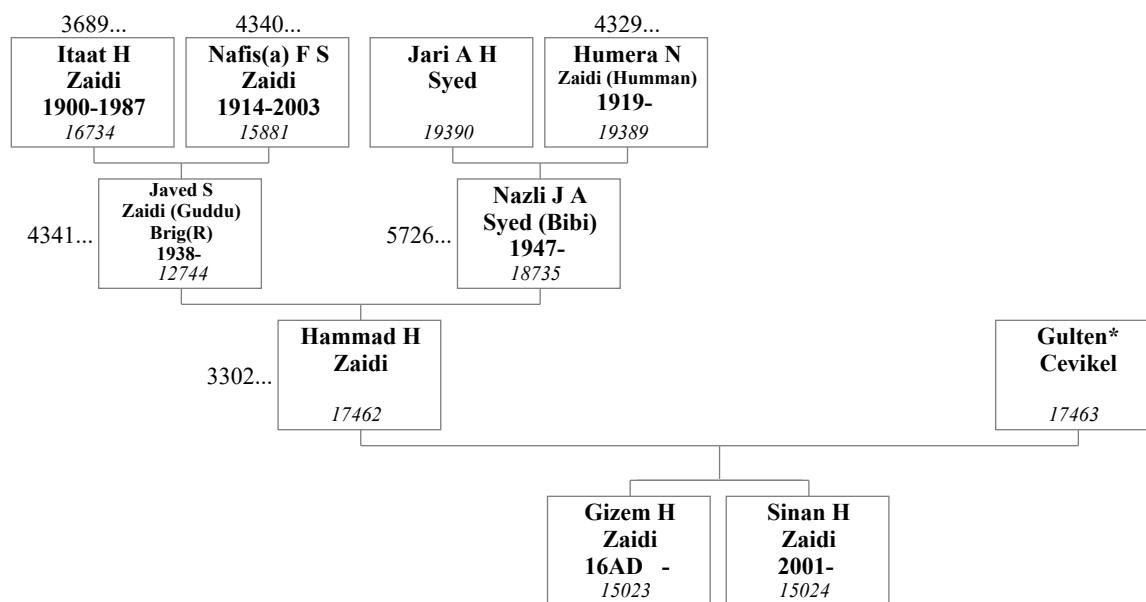 3689...
4340...
4329...
Itaat H
Zaidi
1900-1987
16734
Nafis(a) F S
Zaidi
1914-2003
15881
Jari A H
Syed
19390
Humera N
Zaidi (Humman)
1919-
19389
4341...
Javed S
Zaidi (Guddu)
Brig(R)
1938-
12744
5726...
Nazli J A
Syed (Bibi)
1947-
18735
3302...
Hammad H
Zaidi
17462
Gulten*
Cevikel
17463
Gizem H
Zaidi
16AD -
15023
Sinan H
Zaidi
2001-
15024